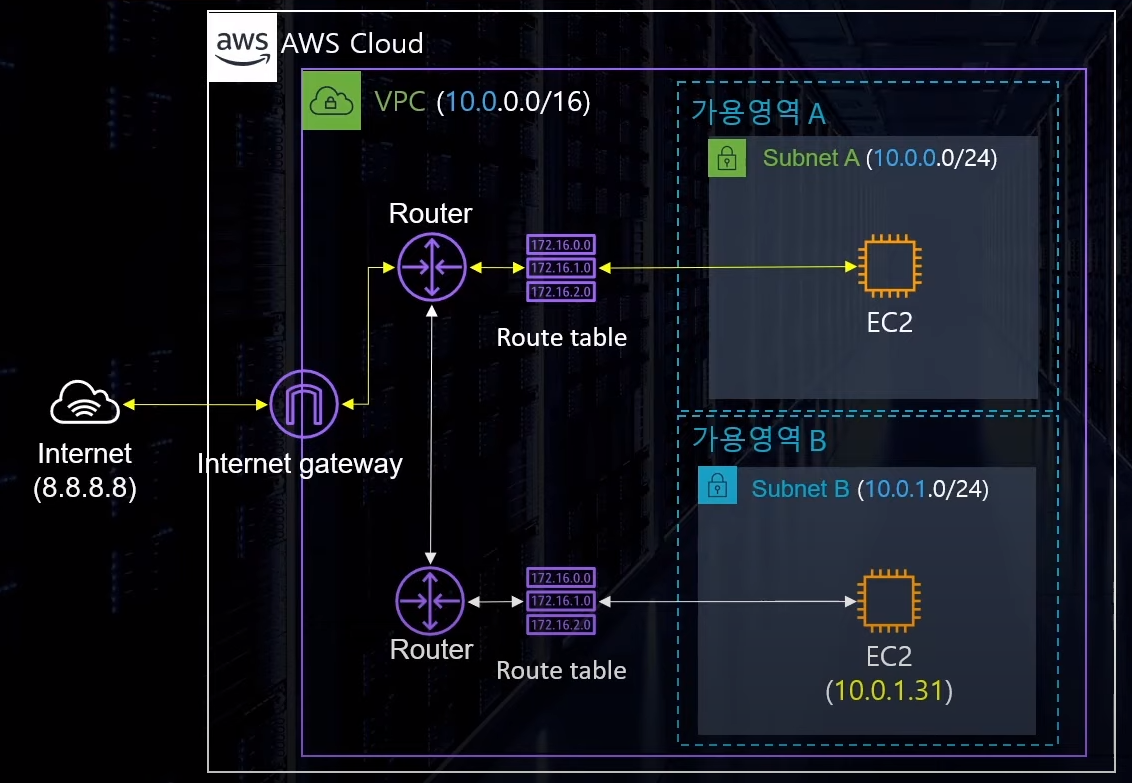 aws
AWS Cloud
VPC (10.0.0.0/16)
가용영역 A
Subnet A (10.0.0.0/24)
Router
172.16.0.0
172.16.1.0
172.16.2.0
EC2
Route table
Internet
(8.8.8.8)
Internet gateway
가용영역 B
Subnet B (10.0.1.0/24)
172.16.0.0
172.16.1.0
172.16.2.0
Router
Route table
EC2
(10.0.1.31)